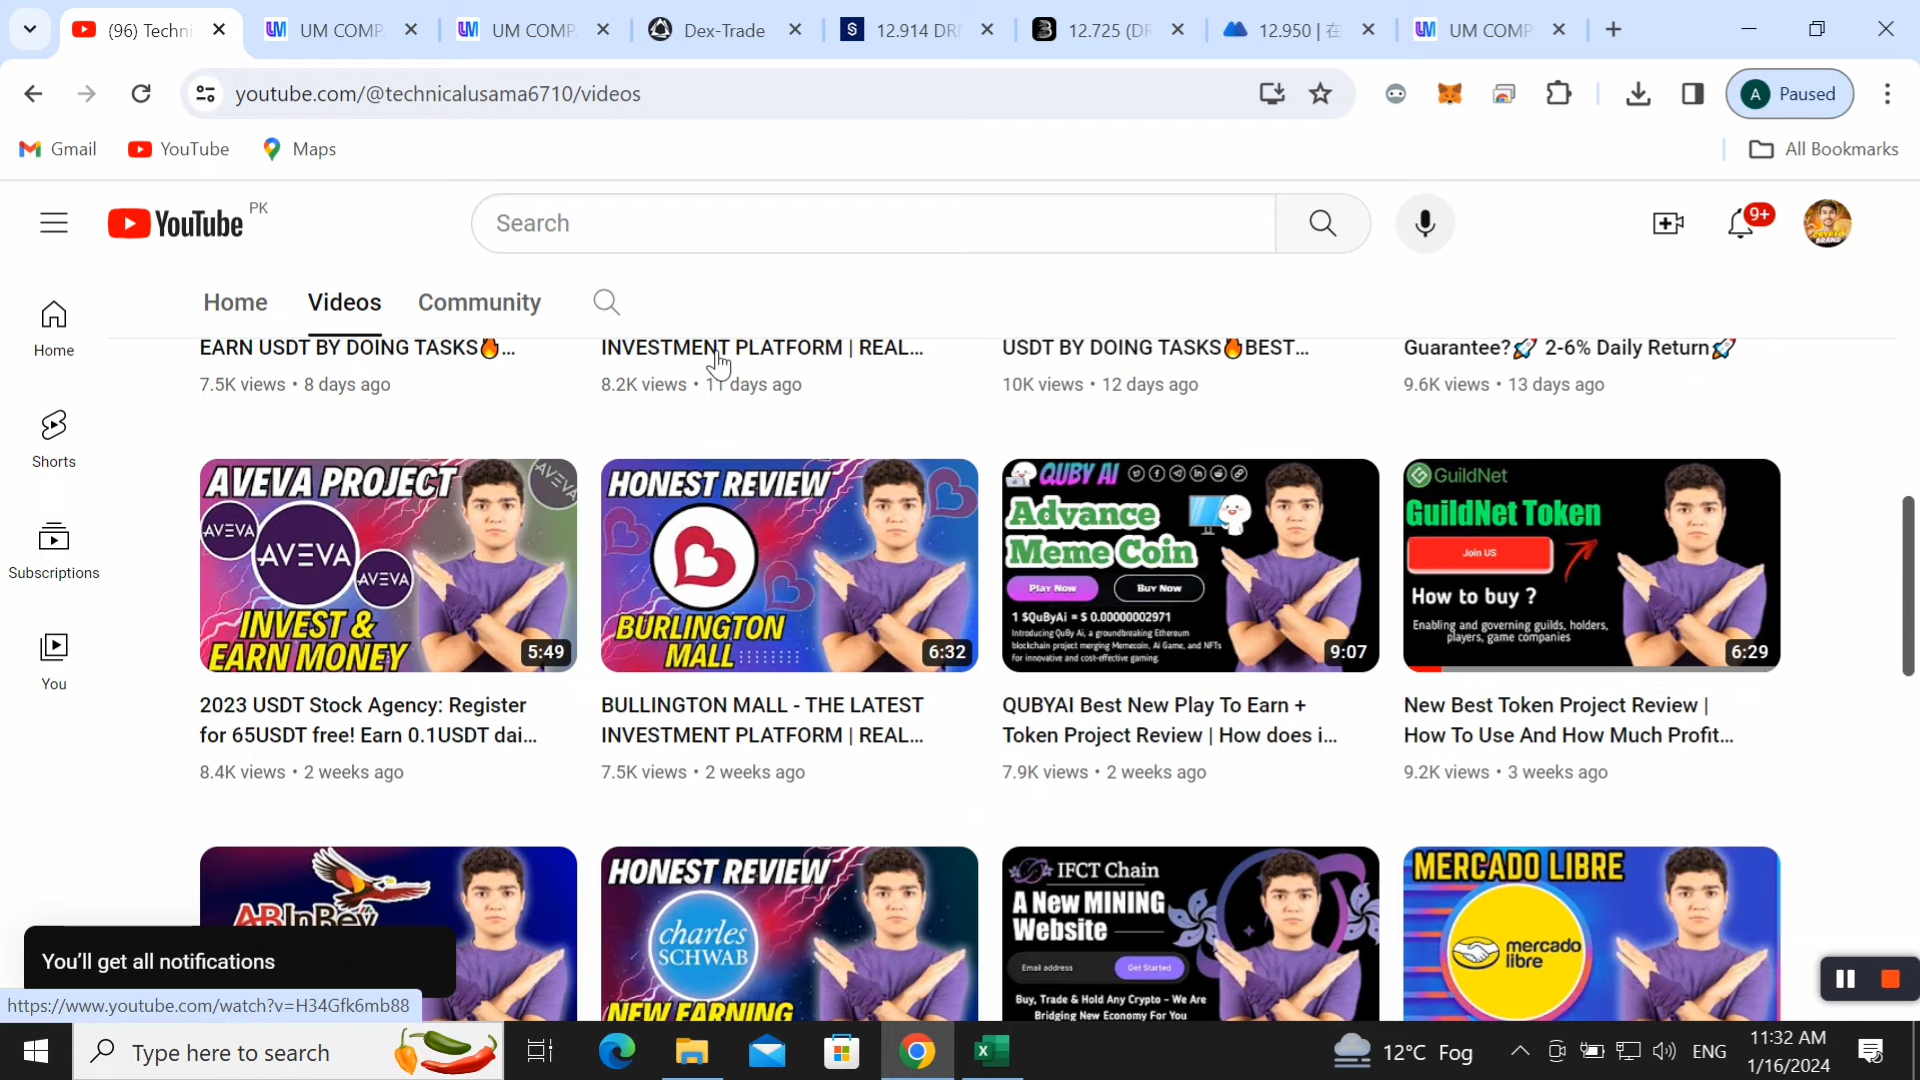 (96) Techni
UM COMP
UM COMP
Dex-Trade
12.914 DR
12.725 (DR
12.950 | 在
UM COMP
youtube.com/@technicalusama6710/videos
A Paused
Gmail
YouTube
Maps
All Bookmarks
YouTube PK
Search
9+
Home
Videos
Community
Home
Shorts
Subscriptions
You
EARN USDT BY DOING TASKS🔥...
7.5K views • 8 days ago
INVESTMENT PLATFORM | REAL...
8.2K views • 11 days ago
USDT BY DOING TASKS🔥BEST...
10K views • 12 days ago
Guarantee?🚀 2-6% Daily Return🚀
9.6K views • 13 days ago
AVEVA PROJECT
AVEVA
AVEVA
AVEVA
AVEVA
INVEST &
EARN MONEY
5:49
2023 USDT Stock Agency: Register
for 65USDT free! Earn 0.1USDT dai...
8.4K views • 2 weeks ago
HONEST REVIEW
BURLINGTON
MALL
6:32
BULLINGTON MALL - THE LATEST
INVESTMENT PLATFORM | REAL...
7.5K views • 2 weeks ago
QUBY AI
Advance
Meme Coin
Play Now
Buy Now
1 $QuByAi = $ 0.00000002971
Introducing QuBy Ai, a groundbreaking Ethereum
blockchain project merging Memecoin, Ai Game, and NFTs
for innovative and cost-effective gaming.
9:07
QUBYAI Best New Play To Earn +
Token Project Review | How does i...
7.9K views • 2 weeks ago
GuildNet
GuildNet Token
Join US
How to buy ?
Enabling and governing guilds, holders,
players, game companies
6:29
New Best Token Project Review |
How To Use And How Much Profit...
9.2K views • 3 weeks ago
ABInBev
HONEST REVIEW
charles
SCHWAB
NEW EARNING
IFCT Chain
A New MINING
Website
Email address
Get Started
Buy, Trade & Hold Any Crypto - We Are
Bridging New Economy For You
MERCADO LIBRE
mercado
libre
You'll get all notifications
https://www.youtube.com/watch?v=H34Gfk6mb88
Type here to search
12°C Fog
ENG
11:32 AM
1/16/2024